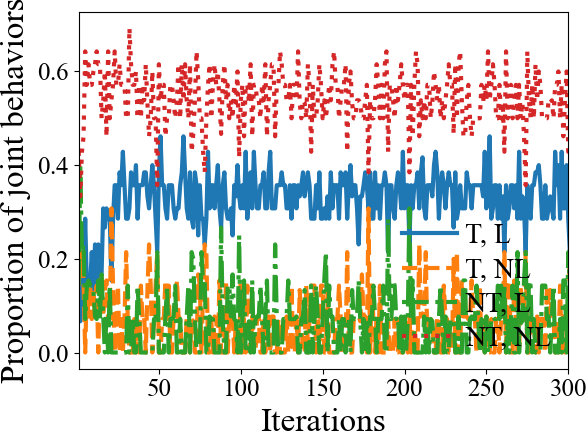 Proportion of joint behaviors
0.6
0.4
0.2
0.0
T, L
T, NL
NT, L
NT, NL
50
100
150
200
250
300
Iterations